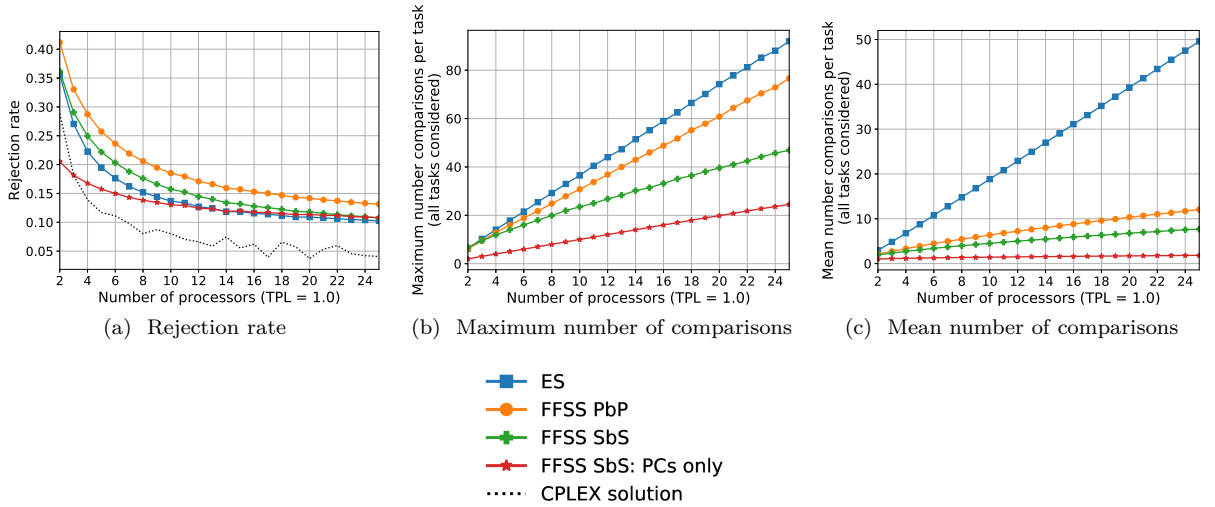 Rejection rate
0.40
0.35
0.30
0.25
0.20
0.15
0.10
0.05
2 4 6 8 10 12 14 16 18 20 22 24
Number of processors (TPL = 1.0)
(a) Rejection rate
Maximum number comparisons per task
(all tasks considered)
80
60
40
20
0
2 4 6 8 10 12 14 16 18 20 22 24
Number of processors (TPL = 1.0)
(b) Maximum number of comparisons
Mean number comparisons per task
(all tasks considered)
50
40
30
20
10
0
2 4 6 8 10 12 14 16 18 20 22 24
Number of processors (TPL = 1.0)
(c) Mean number of comparisons
ES
FFSS PbP
FFSS SbS
FFSS SbS: PCs only
CPLEX solution